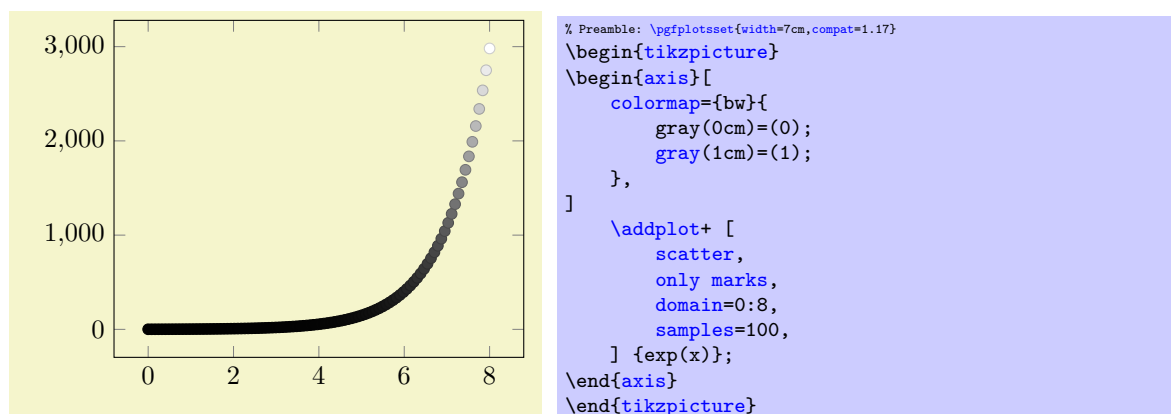 3,000
2,000
1,000
0
0 2 4 6 8
% Preamble: \pgfplotsset{width=7cm,compat=1.17}
\begin{tikzpicture}
\begin{axis}[
    colormap={bw}{
        gray(0cm)=(0);
        gray(1cm)=(1);
    },
]
    \addplot+ [
        scatter,
        only marks,
        domain=0:8,
        samples=100,
    ] {exp(x)};
\end{axis}
\end{tikzpicture}